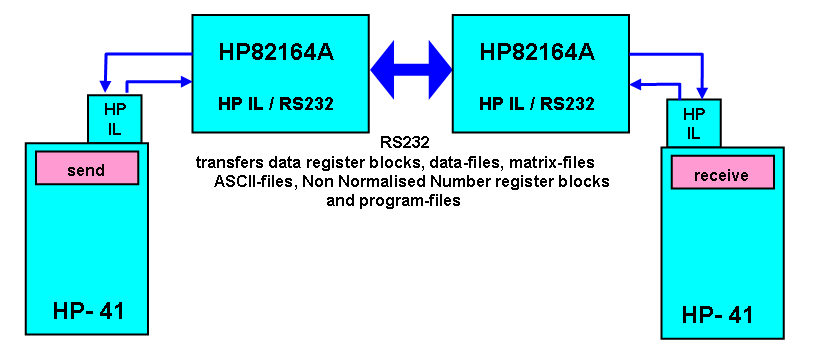 HP82164A
HP IL / RS232
HP82164A
HP IL / RS232
HP
IL
HP
IL
RS232
transfers data register blocks, data-files, matrix-files
ASCII-files, Non Normalised Number register blocks
and program-files
send
receive
HP- 41
HP- 41